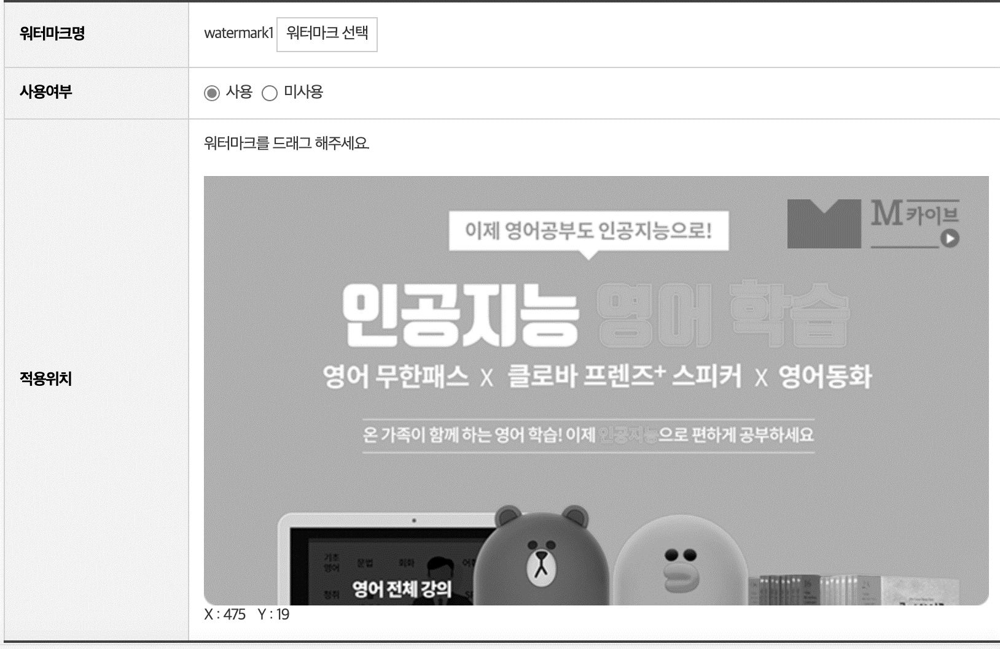 워터마크명 watermark1 워터마크 선택
사용여부 사용 미사용
워터마크를 드래그 해주세요.
적용위치
M카이브
이제 영어공부도 인공지능으로!
인공지능 영어 학습
영어 무한패스 X 클로바 프렌즈+ 스피커 X 영어동화
온 가족이 함께 하는 영어 학습! 이제 인공지능으로 편하게 공부하세요
기초 영어 문법 회화
청취
영어 전체 강의
X : 475 Y : 19